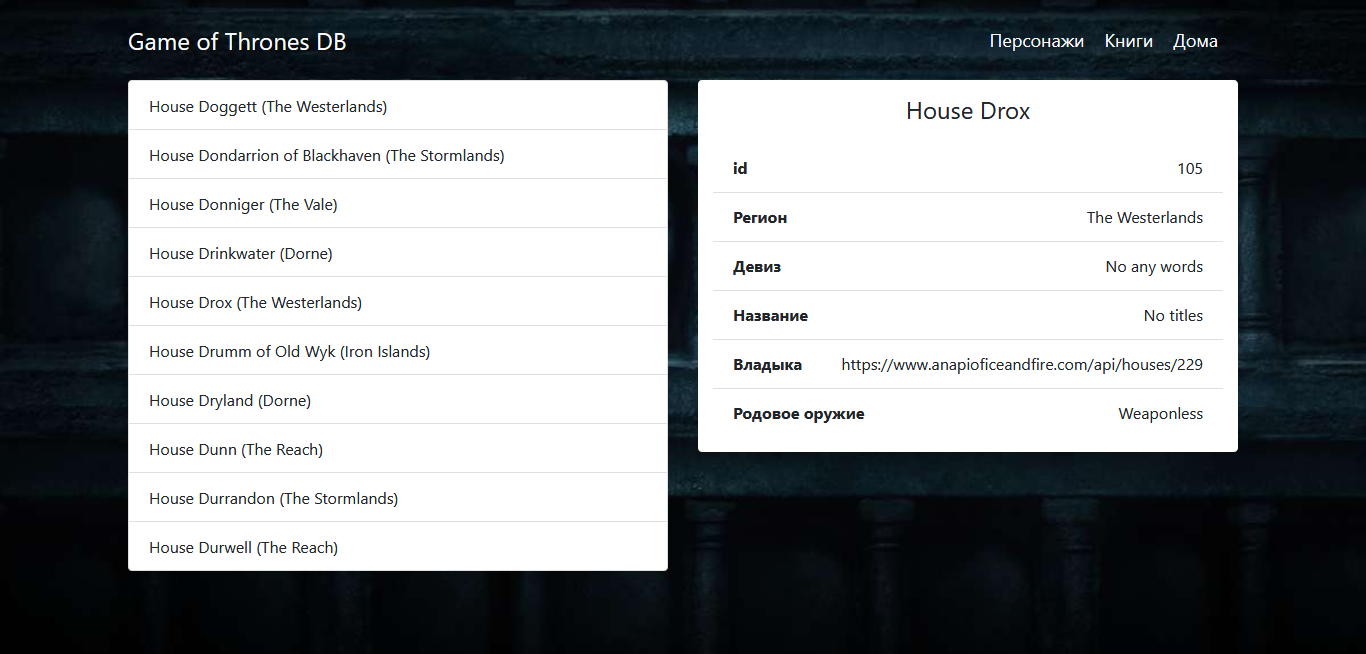 Game of Thrones DB
Персонажи Книги Дома
House Doggett (The Westerlands)
House Dondarrion of Blackhaven (The Stormlands)
House Donniger (The Vale)
House Drinkwater (Dorne)
House Drox (The Westerlands)
House Drumm of Old Wyk (Iron Islands)
House Dryland (Dorne)
House Dunn (The Reach)
House Durrandon (The Stormlands)
House Durwell (The Reach)
House Drox
id 105
Регион The Westerlands
Девиз No any words
Название No titles
Владыка https://www.anapioficeandfire.com/api/houses/229
Родовое оружие Weaponless